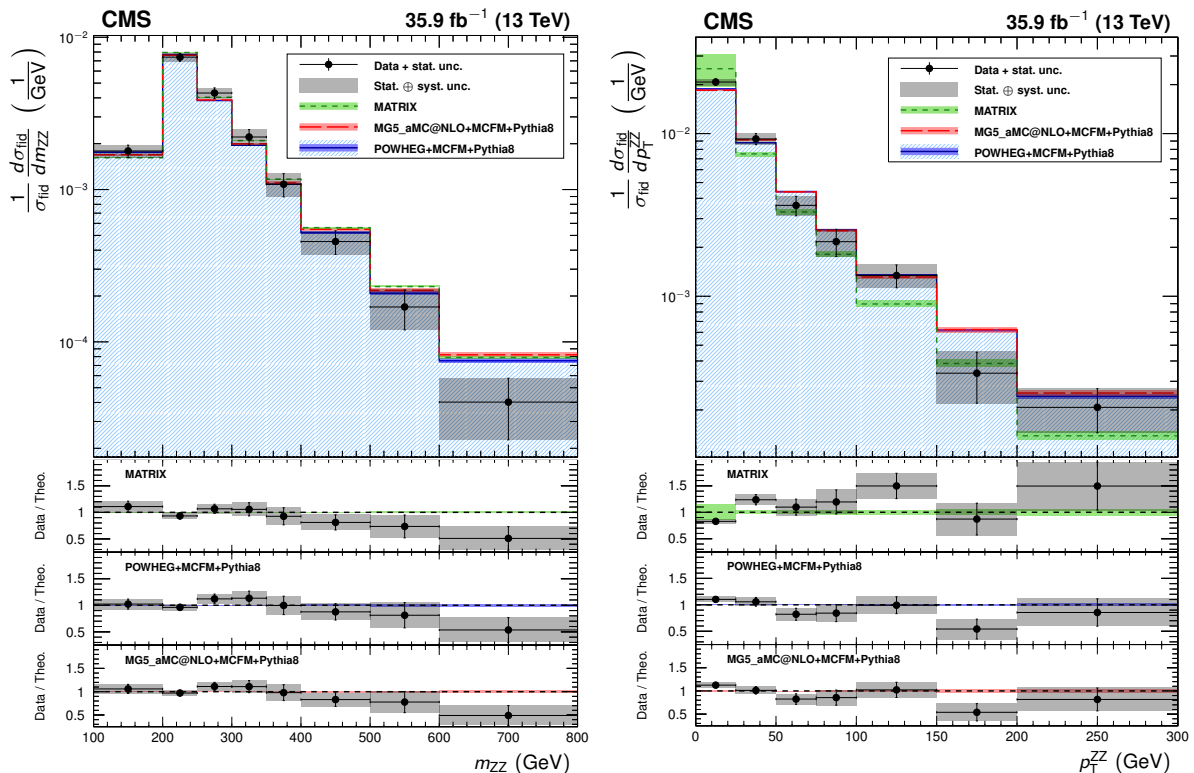 CMS 35.9 fb⁻¹ (13 TeV)
1/σfid dσfid/dmZZ (1/GeV)
10⁻²
10⁻³
10⁻⁴
Data + stat. unc.
Stat. ⊕ syst. unc.
MATRIX
MG5_aMC@NLO+MCFM+Pythia8
POWHEG+MCFM+Pythia8
MATRIX
Data / Theo.
1.5
1
0.5
POWHEG+MCFM+Pythia8
Data / Theo.
1.5
1
0.5
MG5_aMC@NLO+MCFM+Pythia8
Data / Theo.
1.5
1
0.5
100 200 300 400 500 600 700 800
mZZ (GeV)
CMS 35.9 fb⁻¹ (13 TeV)
1/σfid dσfid/dpTZZ (1/GeV)
10⁻²
10⁻³
Data + stat. unc.
Stat. ⊕ syst. unc.
MATRIX
MG5_aMC@NLO+MCFM+Pythia8
POWHEG+MCFM+Pythia8
MATRIX
Data / Theo.
1.5
1
0.5
POWHEG+MCFM+Pythia8
Data / Theo.
1.5
1
0.5
MG5_aMC@NLO+MCFM+Pythia8
Data / Theo.
1.5
1
0.5
0 50 100 150 200 250 300
pTZZ (GeV)